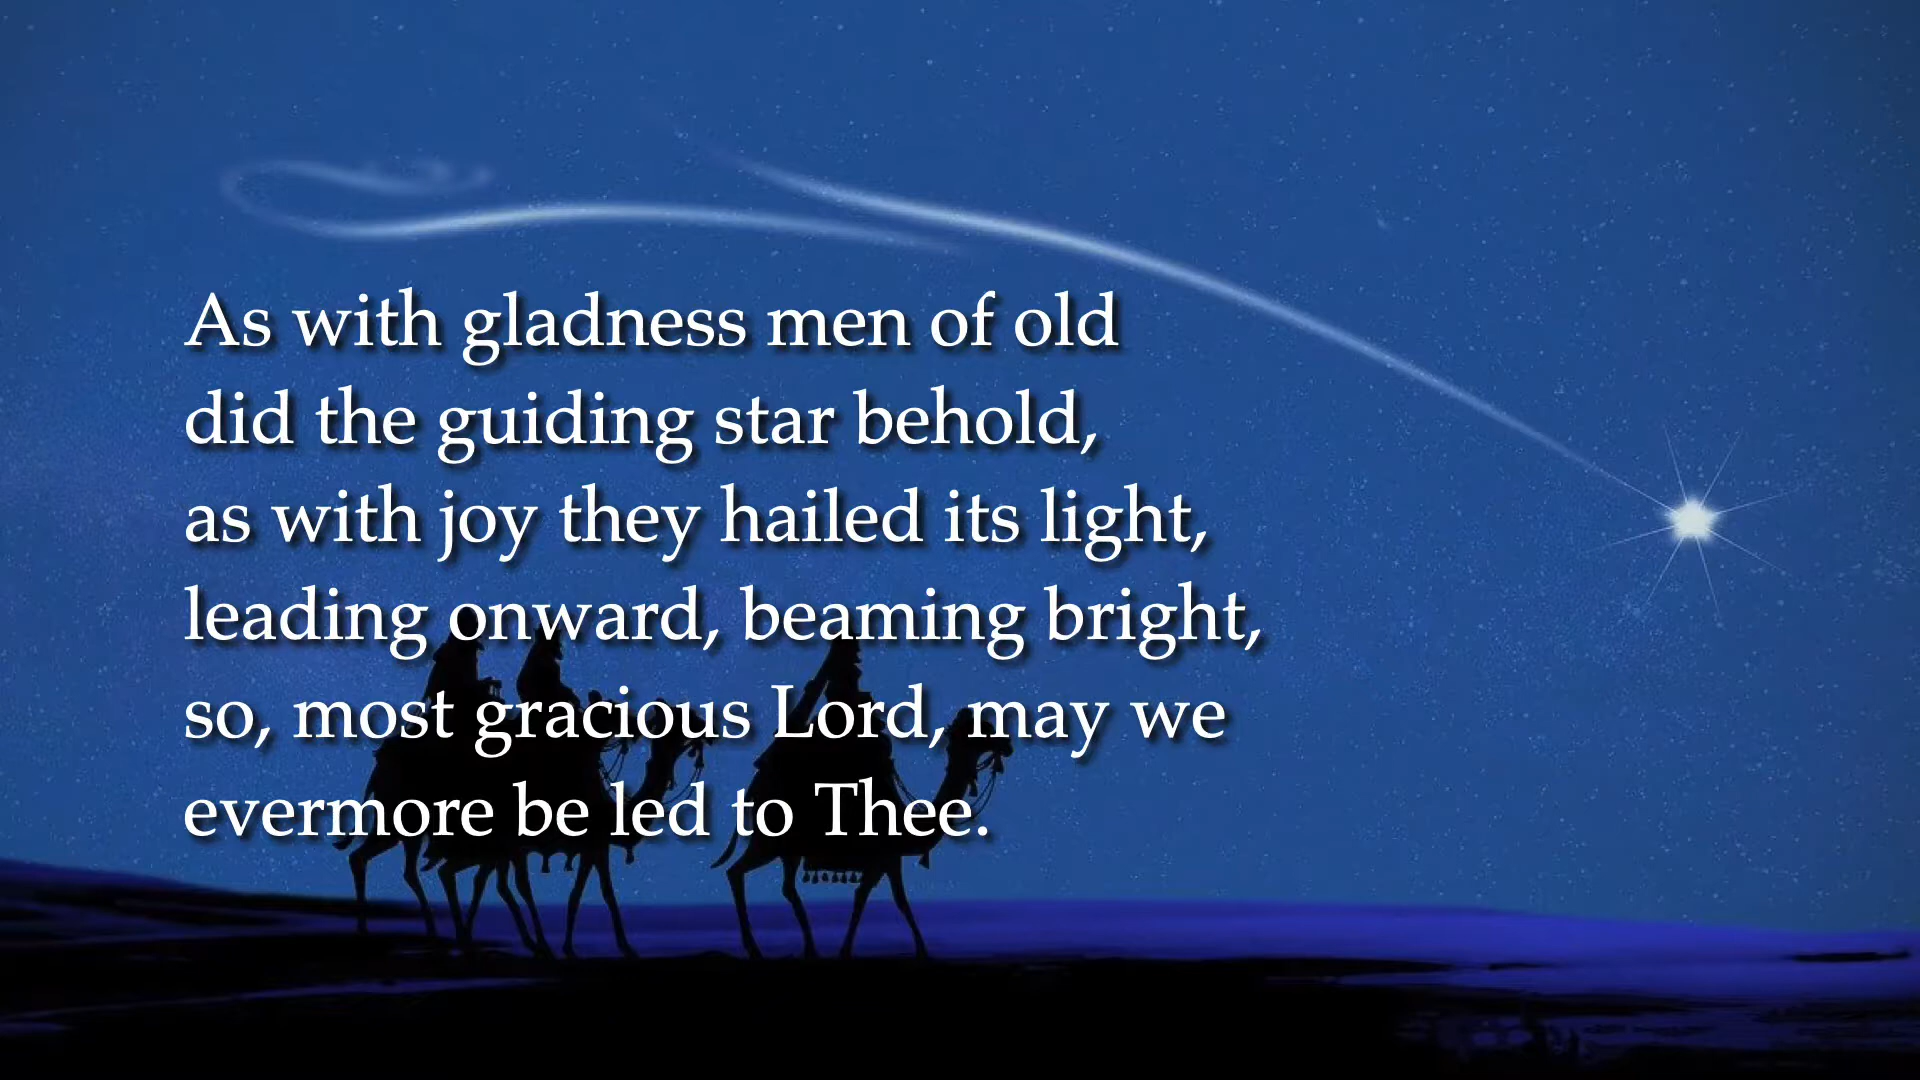 As with gladness men of old
did the guiding star behold,
as with joy they hailed its light,
leading onward, beaming bright,
so, most gracious Lord, may we
evermore be led to Thee.